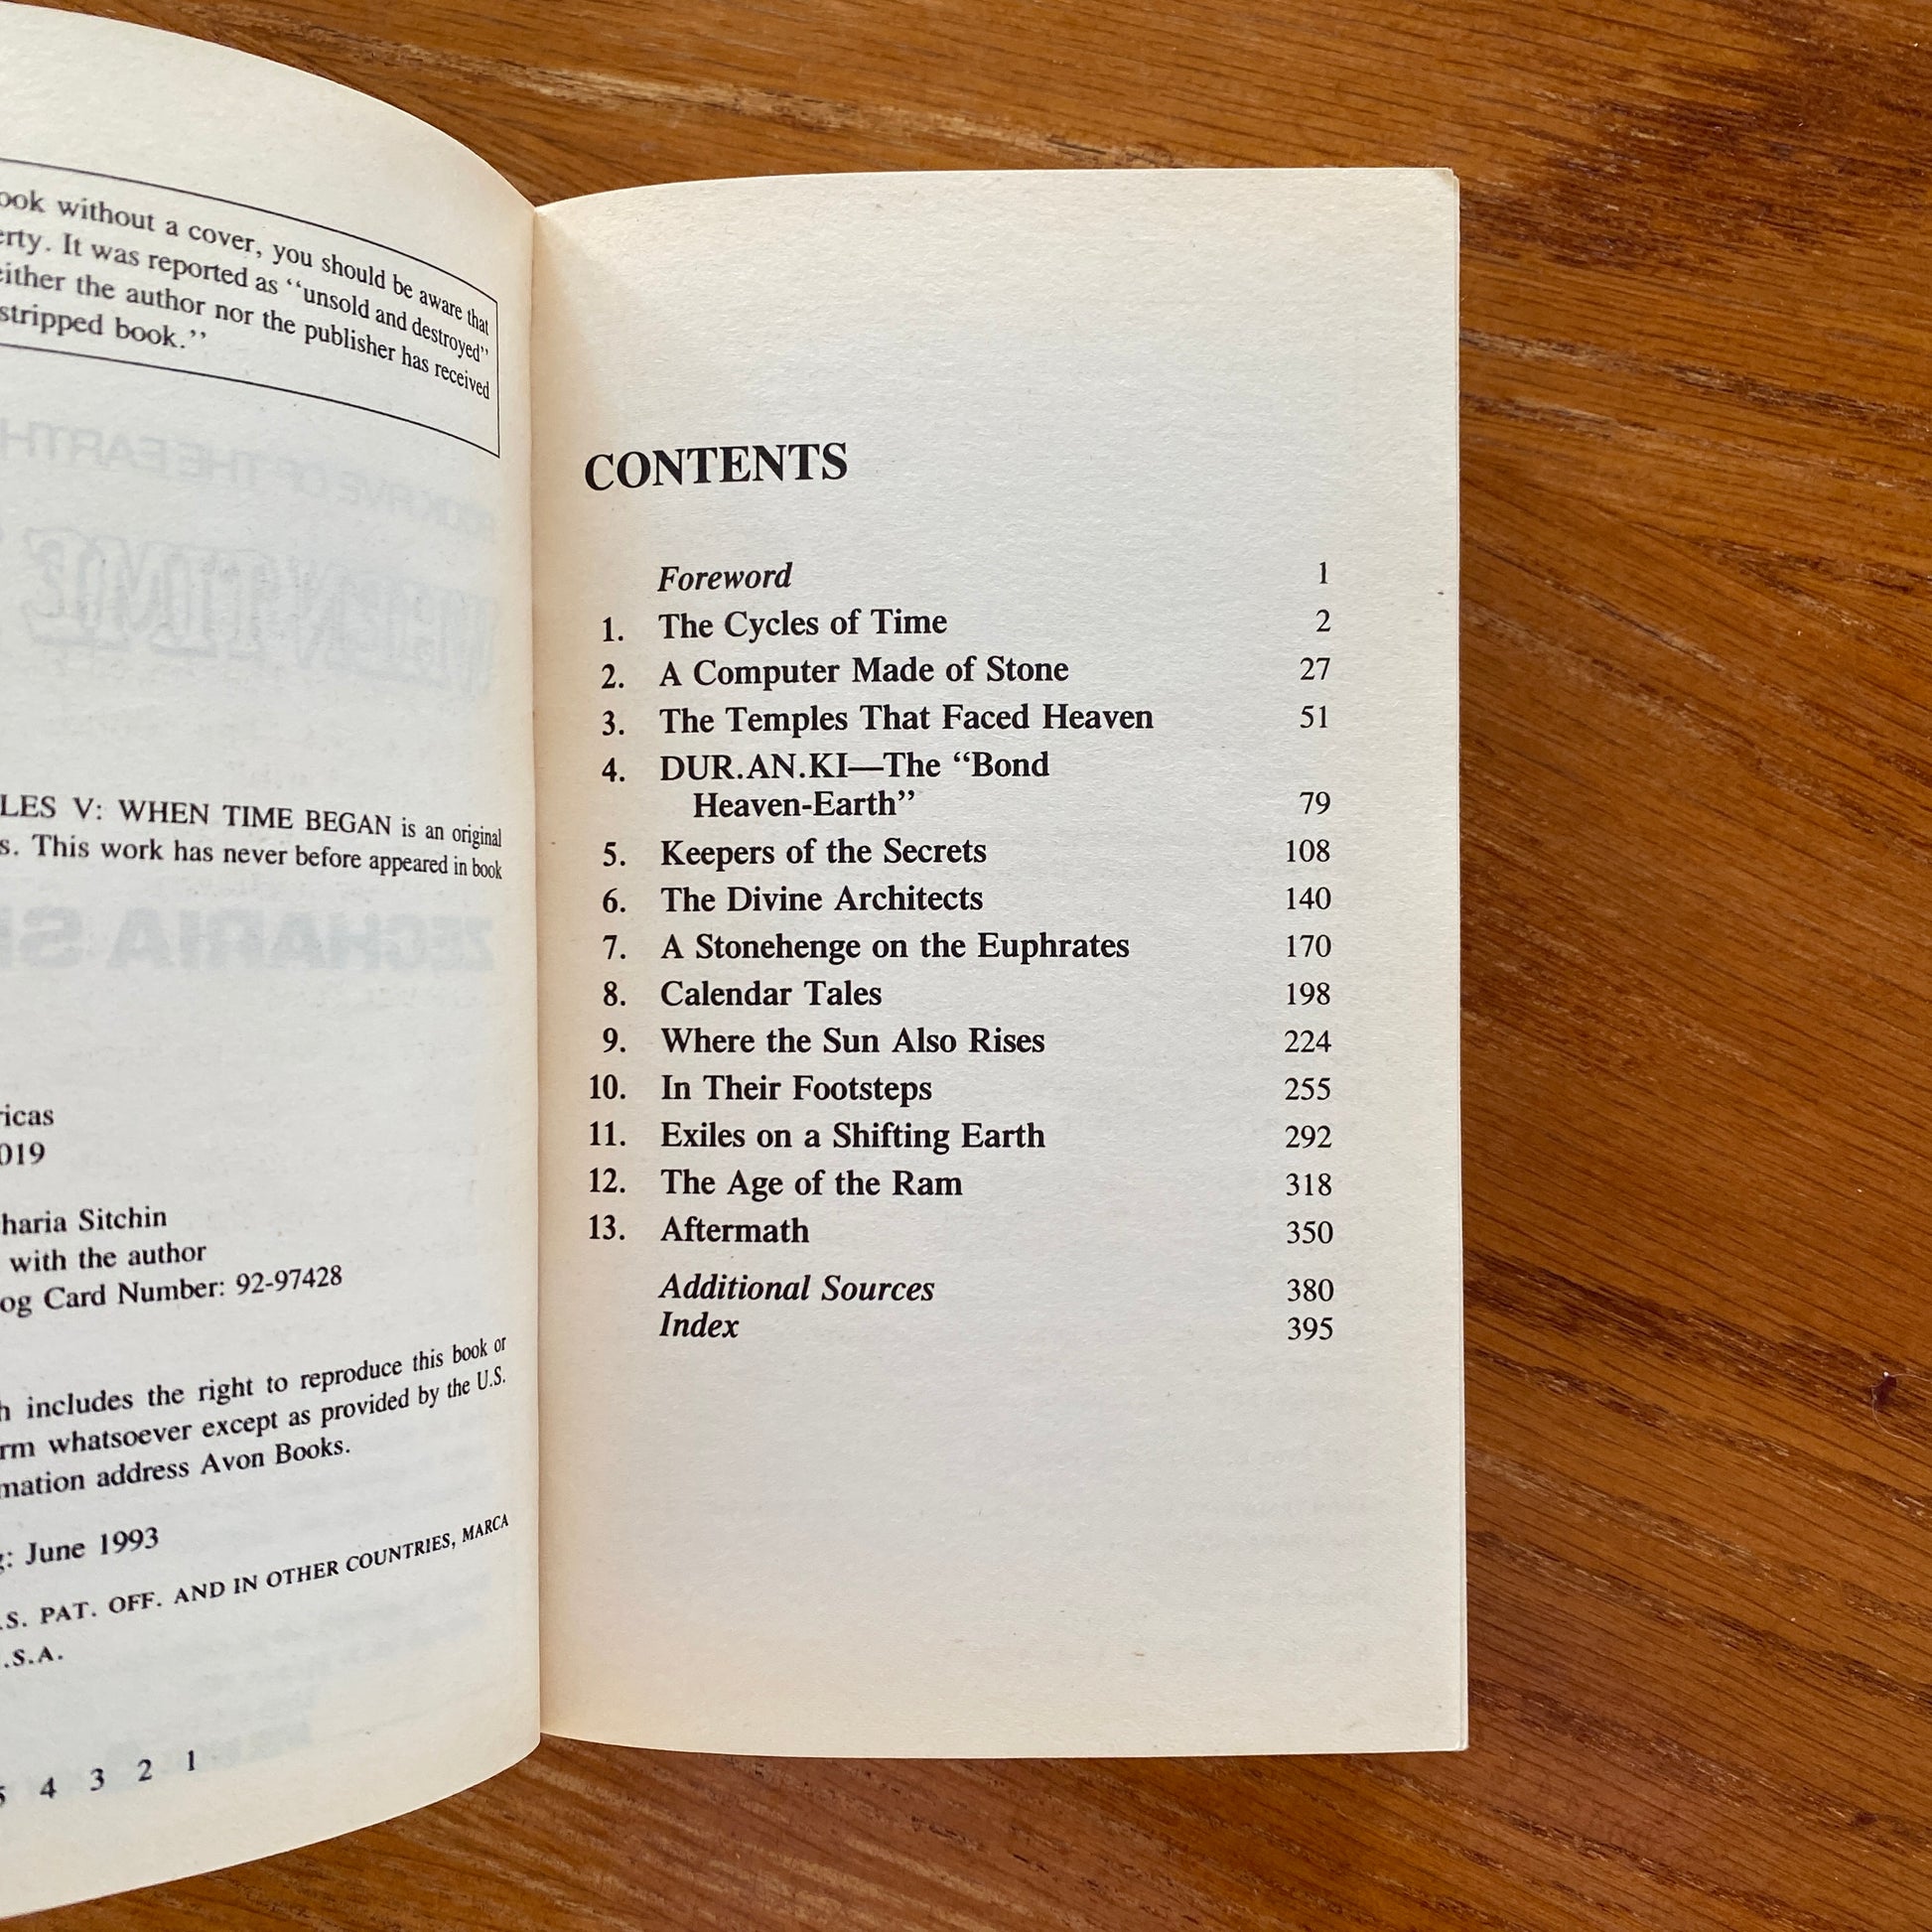 ook without a cover, you should be aware that
erty. It was reported as ‘‘unsold and destroyed’’
either the author nor the publisher has received
stripped book.’’
LES V: WHEN TIME BEGAN is an original
s. This work has never before appeared in book
ricas
019
haria Sitchin
with the author
og Card Number: 92-97428
h includes the right to reproduce this book or
rm whatsoever except as provided by the U.S.
mation address Avon Books.
g: June 1993
.S. PAT. OFF. AND IN OTHER COUNTRIES, MARCA
.S.A.
5 4 3 2 1
CONTENTS
Foreword 1
1. The Cycles of Time 2
2. A Computer Made of Stone 27
3. The Temples That Faced Heaven 51
4. DUR.AN.KI—The “Bond
Heaven-Earth” 79
5. Keepers of the Secrets 108
6. The Divine Architects 140
7. A Stonehenge on the Euphrates 170
8. Calendar Tales 198
9. Where the Sun Also Rises 224
10. In Their Footsteps 255
11. Exiles on a Shifting Earth 292
12. The Age of the Ram 318
13. Aftermath 350
Additional Sources 380
Index 395